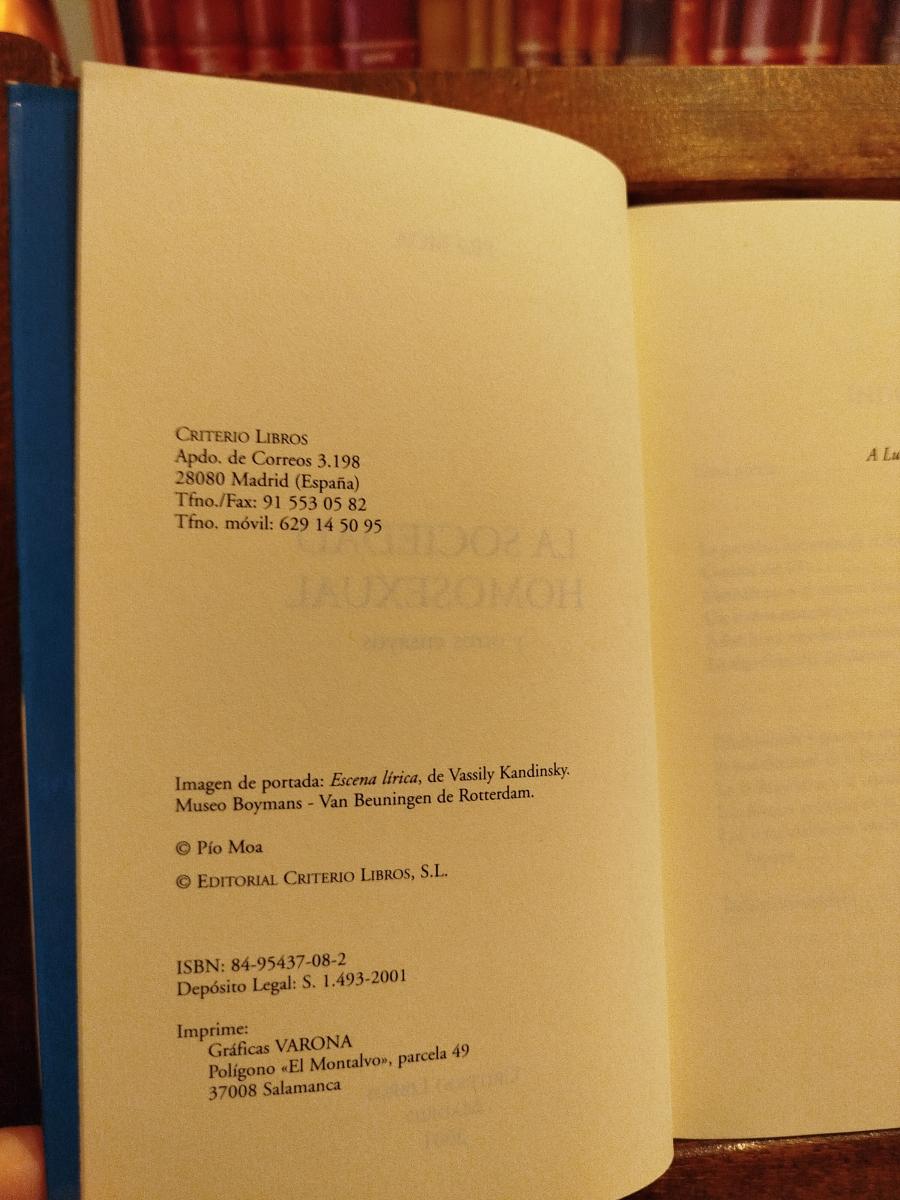 CRITERIO LIBROS
Apdo. de Correos 3.198
28080 Madrid (España)
Tfno./Fax: 91 553 05 82
Tfno. móvil: 629 14 50 95
LA SOCIEDAD
HOMOSEXUAL
Imagen de portada: Escena lírica, de Vassily Kandinsky.
Museo Boymans - Van Beuningen de Rotterdam.
© Pío Moa
© EDITORIAL CRITERIO LIBROS, S.L.
ISBN: 84-95437-08-2
Depósito Legal: S. 1.493-2001
Imprime:
Gráficas VARONA
Polígono «El Montalvo», parcela 49
37008 Salamanca
A Lu